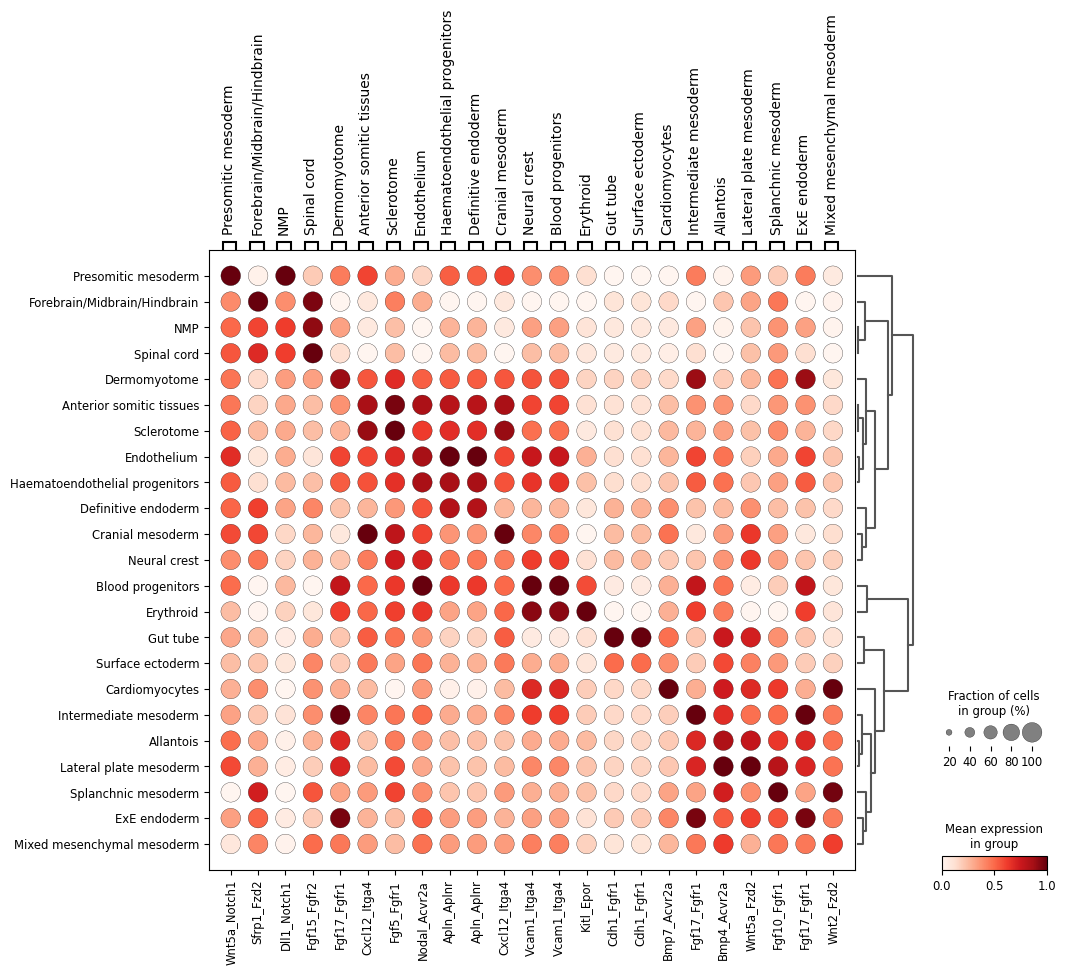 Presomitic mesoderm
Forebrain/Midbrain/Hindbrain
NMP
Spinal cord
Dermomyotome
Anterior somitic tissues
Sclerotome
Endothelium
Haematoendothelial progenitors
Definitive endoderm
Cranial mesoderm
Neural crest
Blood progenitors
Erythroid
Gut tube
Surface ectoderm
Cardiomyocytes
Intermediate mesoderm
Allantois
Lateral plate mesoderm
Splanchnic mesoderm
ExE endoderm
Mixed mesenchymal mesoderm
Presomitic mesoderm
Forebrain/Midbrain/Hindbrain
NMP
Spinal cord
Dermomyotome
Anterior somitic tissues
Sclerotome
Endothelium
Haematoendothelial progenitors
Definitive endoderm
Cranial mesoderm
Neural crest
Blood progenitors
Erythroid
Gut tube
Surface ectoderm
Cardiomyocytes
Intermediate mesoderm
Allantois
Lateral plate mesoderm
Splanchnic mesoderm
ExE endoderm
Mixed mesenchymal mesoderm
Wnt5a_Notch1
Sfrp1_Fzd2
Dll1_Notch1
Fgf15_Fgfr2
Fgf17_Fgfr1
Cxcl12_Itga4
Fgf5_Fgfr1
Nodal_Acvr2a
Apln_Aplnr
Apln_Aplnr
Cxcl12_Itga4
Vcam1_Itga4
Vcam1_Itga4
Kitl_Epor
Cdh1_Fgfr1
Cdh1_Fgfr1
Bmp7_Acvr2a
Fgf17_Fgfr1
Bmp4_Acvr2a
Wnt5a_Fzd2
Fgf10_Fgfr1
Fgf17_Fgfr1
Wnt2_Fzd2
Fraction of cells
in group (%)
20 40 60 80 100
Mean expression
in group
0.0 0.5 1.0